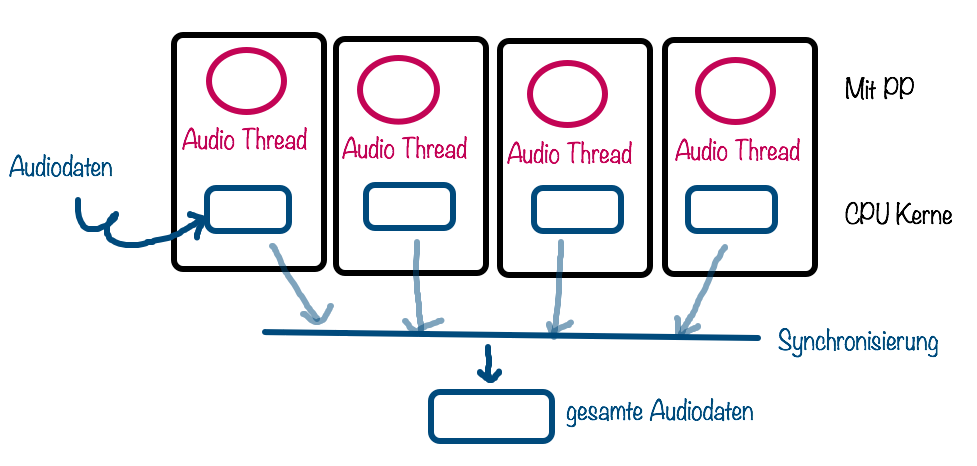 Mit PP
Audio Thread
Audio Thread
Audio Thread
Audio Thread
Audiodaten
CPU Kerne
Synchronisierung
gesamte Audiodaten